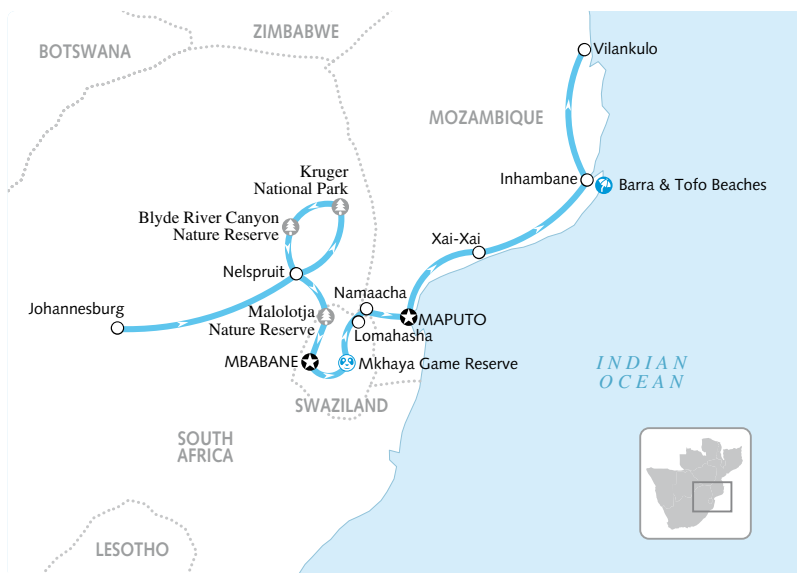 ZIMBABWE
BOTSWANA
Vilankulo
MOZAMBIQUE
Kruger
National Park
Inhambane
Barra & Tofo Beaches
Blyde River Canyon
Nature Reserve
Xai-Xai
Nelspruit
Namaacha
Johannesburg
Malolotja
Nature Reserve
MAPUTO
Lomahasha
MBABANE
Mkhaya Game Reserve
INDIAN
OCEAN
SWAZILAND
SOUTH
AFRICA
LESOTHO